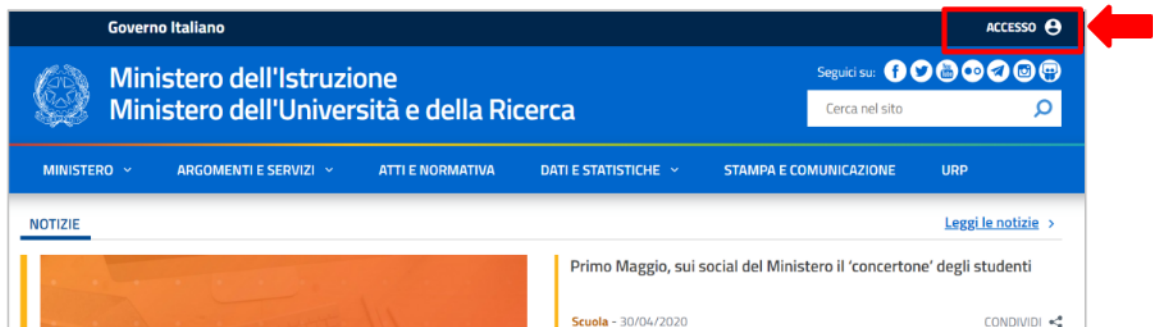 Governo Italiano
ACCESSO
Ministero dell'Istruzione
Ministero dell'Università e della Ricerca
Seguici su:
Cerca nel sito
MINISTERO ARGOMENTI E SERVIZI ATTI E NORMATIVA DATI E STATISTICHE STAMPA E COMUNICAZIONE URP
NOTIZIE
Leggi le notizie >
Primo Maggio, sui social del Ministero il 'concertone' degli studenti
Scuola - 30/04/2020
CONDIVIDI